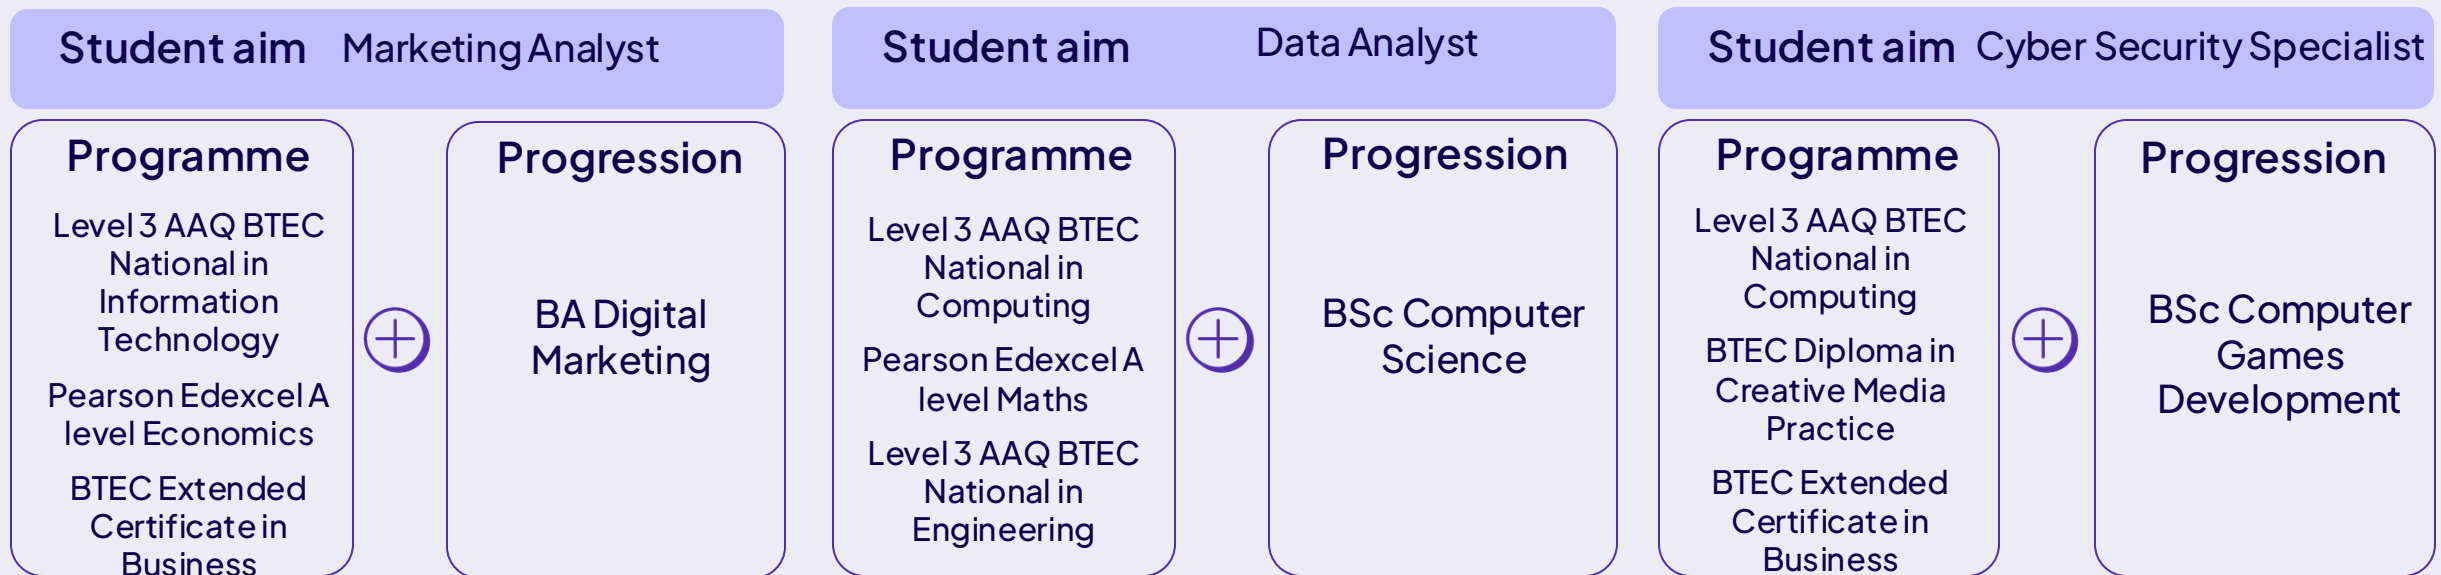 Student aim Marketing Analyst
Programme
Level 3 AAQ BTEC
National in
Information
Technology
Pearson Edexcel A
level Economics
BTEC Extended
Certificate in
Business
Progression
BA Digital
Marketing
Student aim Data Analyst
Programme
Level 3 AAQ BTEC
National in
Computing
Pearson Edexcel A
level Maths
Level 3 AAQ BTEC
National in
Engineering
Progression
BSc Computer
Science
Student aim Cyber Security Specialist
Programme
Level 3 AAQ BTEC
National in
Computing
BTEC Diploma in
Creative Media
Practice
BTEC Extended
Certificate in
Business
Progression
BSc Computer
Games
Development